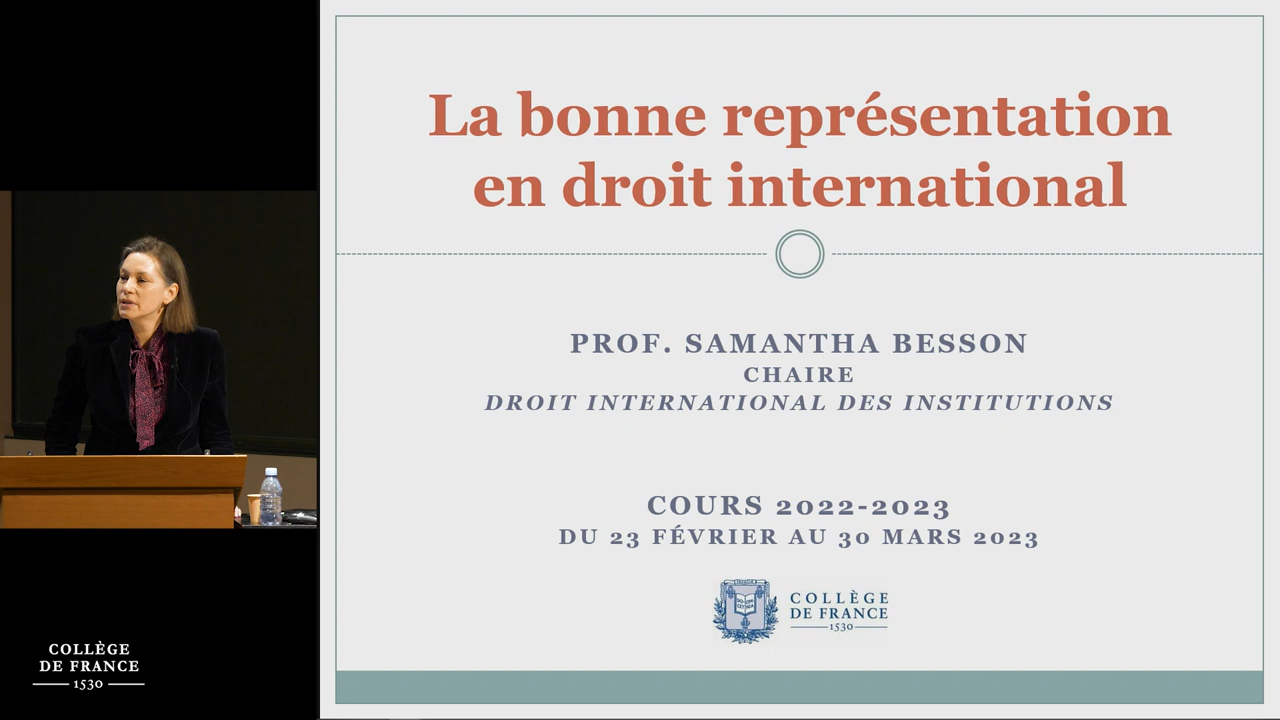 La bonne représentation
en droit international
PROF. SAMANTHA BESSON
CHAIRE
DROIT INTERNATIONAL DES INSTITUTIONS
COURS 2022-2023
DU 23 FÉVRIER AU 30 MARS 2023
COLLÈGE
DE FRANCE
1530
COLLÈGE
DE FRANCE
1530